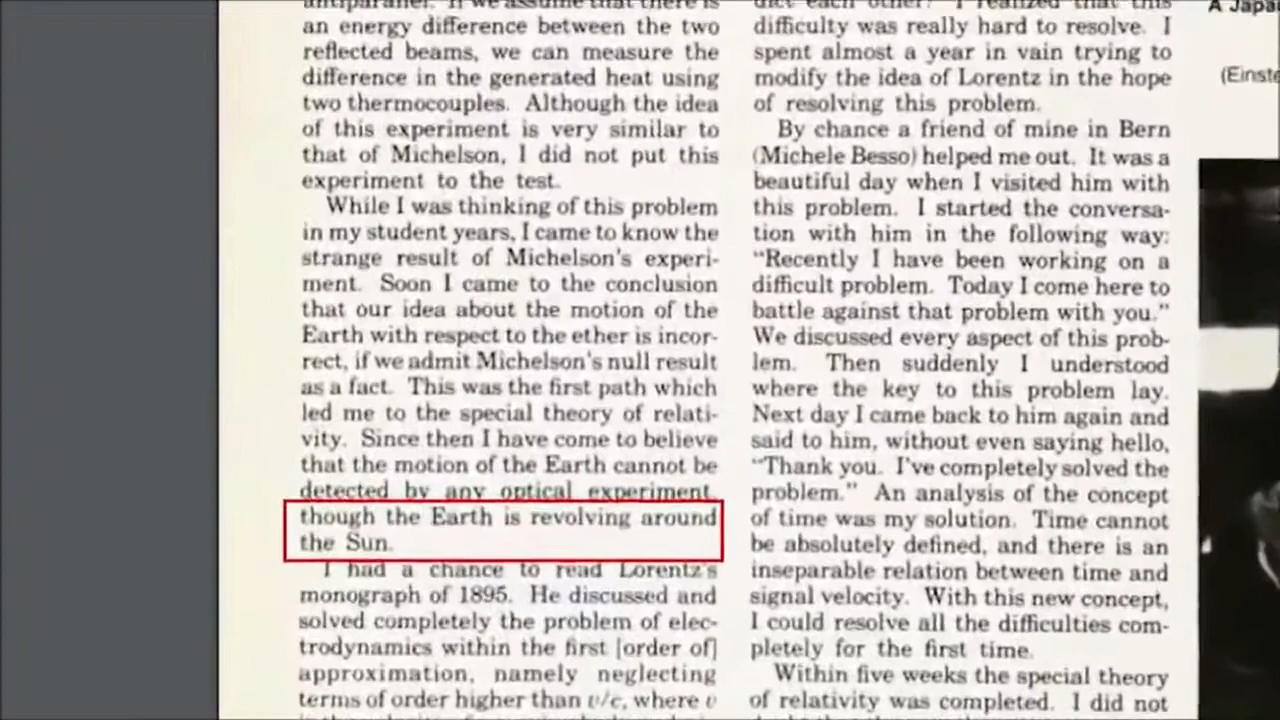 antiparallel. If we assume that there is
an energy difference between the two
reflected beams, we can measure the
difference in the generated heat using
two thermocouples. Although the idea
of this experiment is very similar to
that of Michelson, I did not put this
experiment to the test.
While I was thinking of this problem
in my student years, I came to know the
strange result of Michelson's experi-
ment. Soon I came to the conclusion
that our idea about the motion of the
Earth with respect to the ether is incor-
rect, if we admit Michelson's null result
as a fact. This was the first path which
led me to the special theory of relati-
vity. Since then I have come to believe
that the motion of the Earth cannot be
detected by any optical experiment,
though the Earth is revolving around
the Sun.
I had a chance to read Lorentz's
monograph of 1895. He discussed and
solved completely the problem of elec-
trodynamics within the first [order of]
approximation, namely neglecting
terms of order higher than v/c, where v
dict each other? I realized that this
difficulty was really hard to resolve. I
spent almost a year in vain trying to
modify the idea of Lorentz in the hope
of resolving this problem.
By chance a friend of mine in Bern
(Michele Besso) helped me out. It was a
beautiful day when I visited him with
this problem. I started the conversa-
tion with him in the following way:
"Recently I have been working on a
difficult problem. Today I come here to
battle against that problem with you."
We discussed every aspect of this prob-
lem. Then suddenly I understood
where the key to this problem lay.
Next day I came back to him again and
said to him, without even saying hello,
"Thank you. I've completely solved the
problem." An analysis of the concept
of time was my solution. Time cannot
be absolutely defined, and there is an
inseparable relation between time and
signal velocity. With this new concept,
I could resolve all the difficulties com-
pletely for the first time.
Within five weeks the special theory
of relativity was completed. I did not
A Japa
(Einste